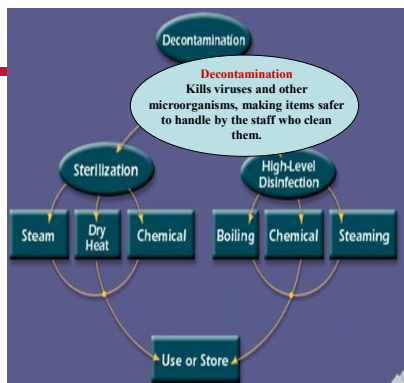 Decontamination
Decontamination
Kills viruses and other
microorganisms, making items safer
to handle by the staff who clean
them.
Sterilization
High-Level
Disinfection
Steam
Dry
Heat
Chemical
Boiling
Chemical
Steaming
Use or Store